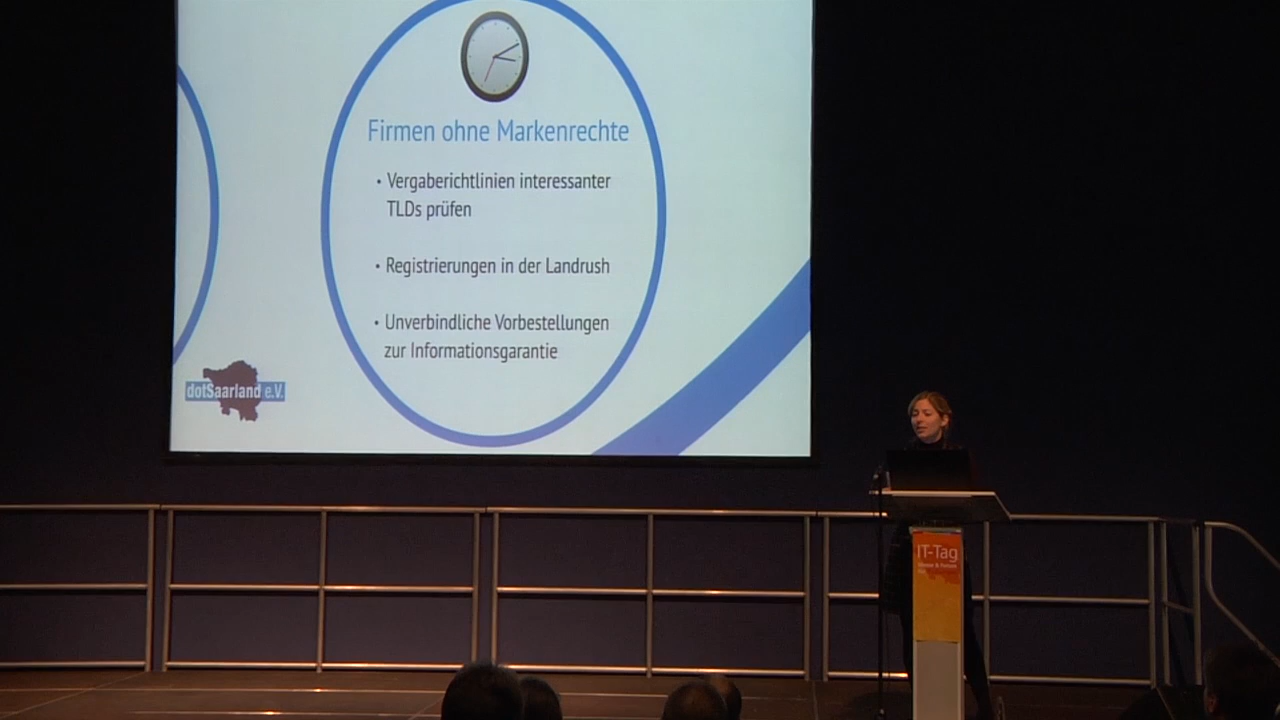 Firmen ohne Markenrechte
• Vergaberichtlinien interessanter
TLDs prüfen
• Registrierungen in der Landrush
• Unverbindliche Vorbestellungen
zur Informationsgarantie
dotSaarland e.V.
IT-Tag